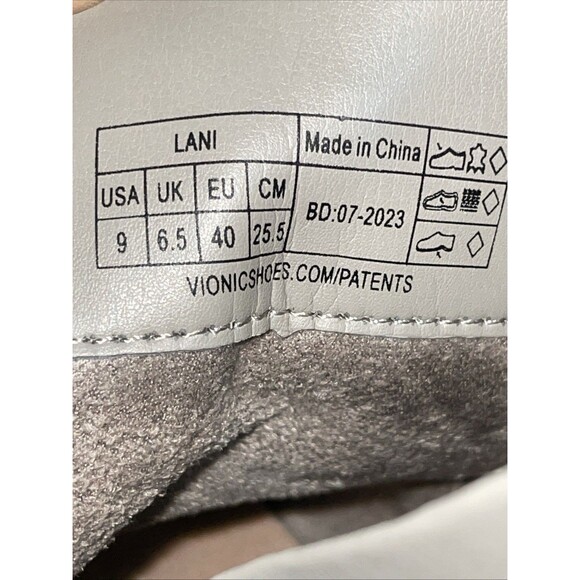 LANI Made in China
USA UK EU CM BD:07-2023
9 6.5 40 25.5
VIONICSHOES.COM/PATENTS